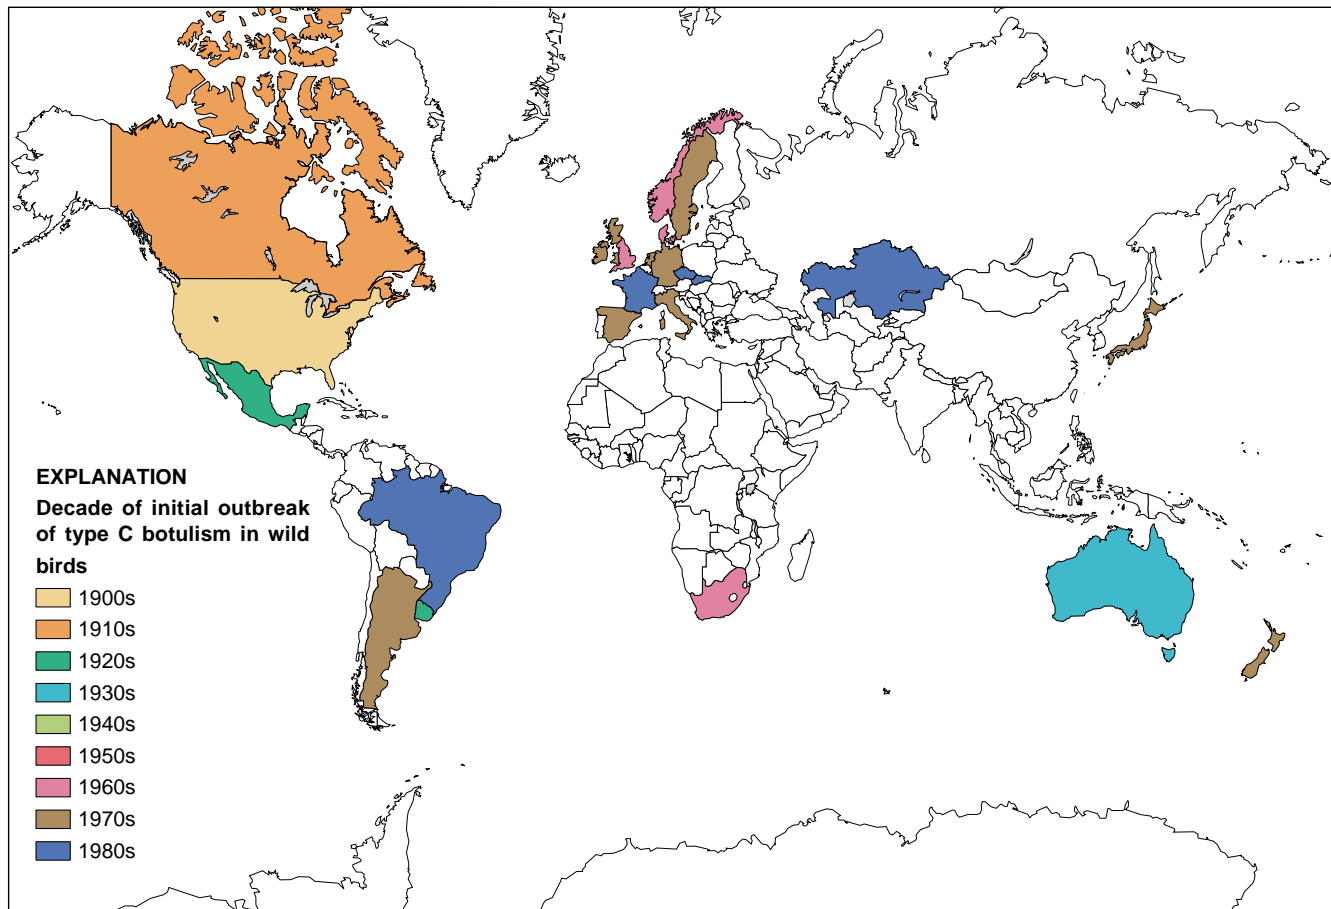 EXPLANATION
Decade of initial outbreak
of type C botulism in wild
birds
1900s
1910s
1920s
1930s
1940s
1950s
1960s
1970s
1980s